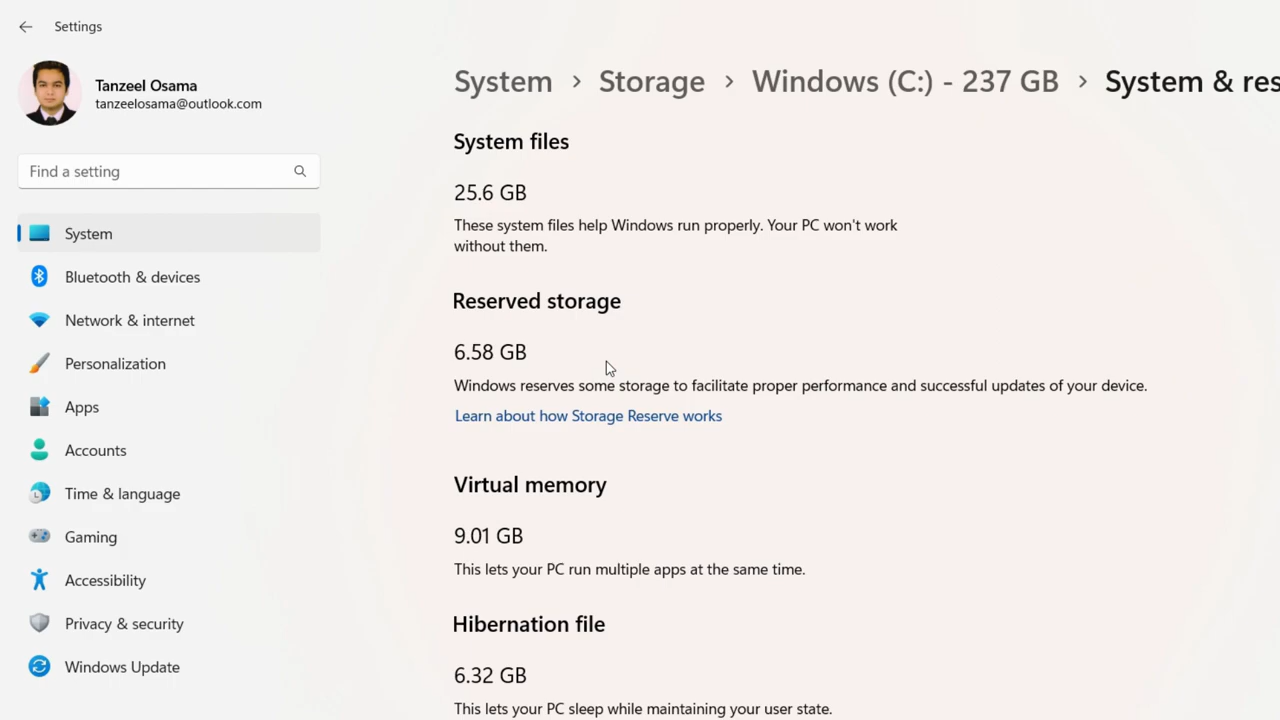 Settings
Tanzeel Osama
tanzeelosama@outlook.com
Find a setting
System
Bluetooth & devices
Network & internet
Personalization
Apps
Accounts
Time & language
Gaming
Accessibility
Privacy & security
Windows Update
System > Storage > Windows (C:) - 237 GB > System & res
System files
25.6 GB
These system files help Windows run properly. Your PC won't work
without them.
Reserved storage
6.58 GB
Windows reserves some storage to facilitate proper performance and successful updates of your device.
Learn about how Storage Reserve works
Virtual memory
9.01 GB
This lets your PC run multiple apps at the same time.
Hibernation file
6.32 GB
This lets your PC sleep while maintaining your user state.